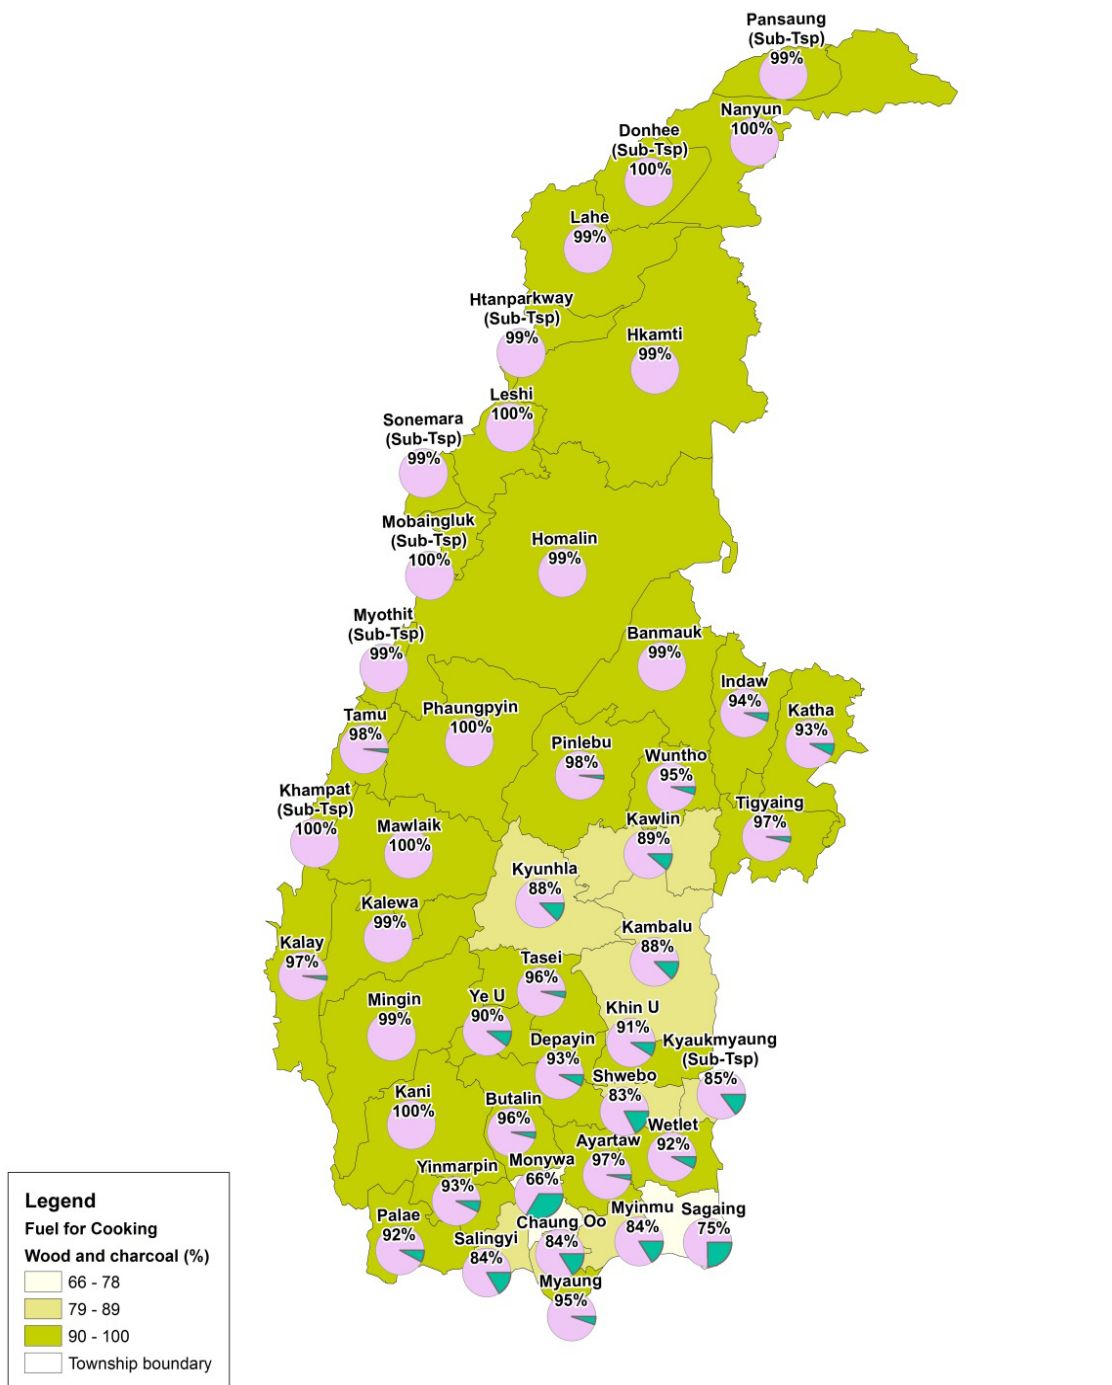 Pansaung
(Sub-Tsp)
99%
Nanyun
100%
Donhee
(Sub-Tsp)
100%
Lahe
99%
Htanparkway
(Sub-Tsp)
99%
Hkamti
99%
Leshi
100%
Sonemara
(Sub-Tsp)
99%
Mobaingluk
(Sub-Tsp)
100%
Homalin
99%
Myothit
(Sub-Tsp)
99%
Banmauk
99%
Indaw
94%
Katha
93%
Tamu
98%
Phaungpyin
100%
Pinlebu
98%
Wuntho
95%
Tigyaing
97%
Khampat
(Sub-Tsp)
100%
Mawlaik
100%
Kawlin
89%
Kyunhla
88%
Kalewa
99%
Kambalu
88%
Kalay
97%
Tasei
96%
Mingin
99%
Ye U
90%
Khin U
91%
Kyaukmyaung
(Sub-Tsp)
85%
Depayin
93%
Shwebo
83%
Kani
100%
Butalin
96%
Wetlet
92%
Ayartaw
97%
Monywa
66%
Yinmarpin
93%
Palae
92%
Salingyi
84%
Chaung Oo
84%
Myinmu
84%
Sagaing
75%
Myaung
95%
Legend
Fuel for Cooking
Wood and charcoal (%)
66 - 78
79 - 89
90 - 100
Township boundary